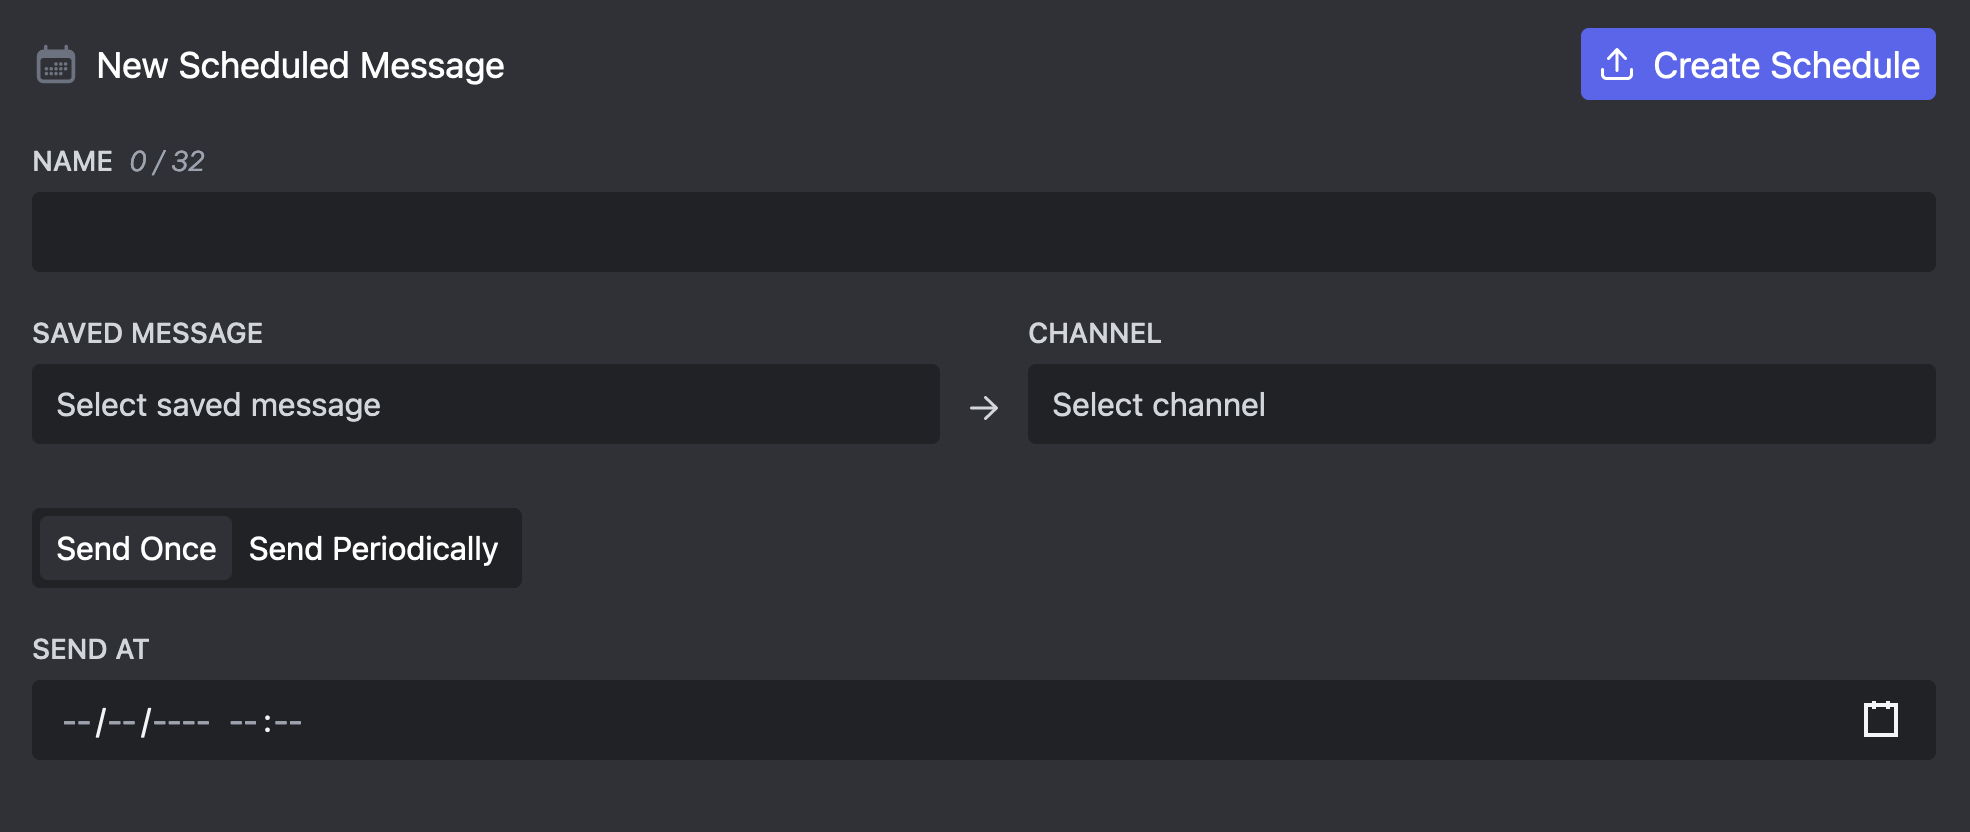 New Scheduled Message
Create Schedule
NAME 0 / 32
SAVED MESSAGE
CHANNEL
Select saved message
Select channel
Send Once
Send Periodically
SEND AT
--/--/---- --:--